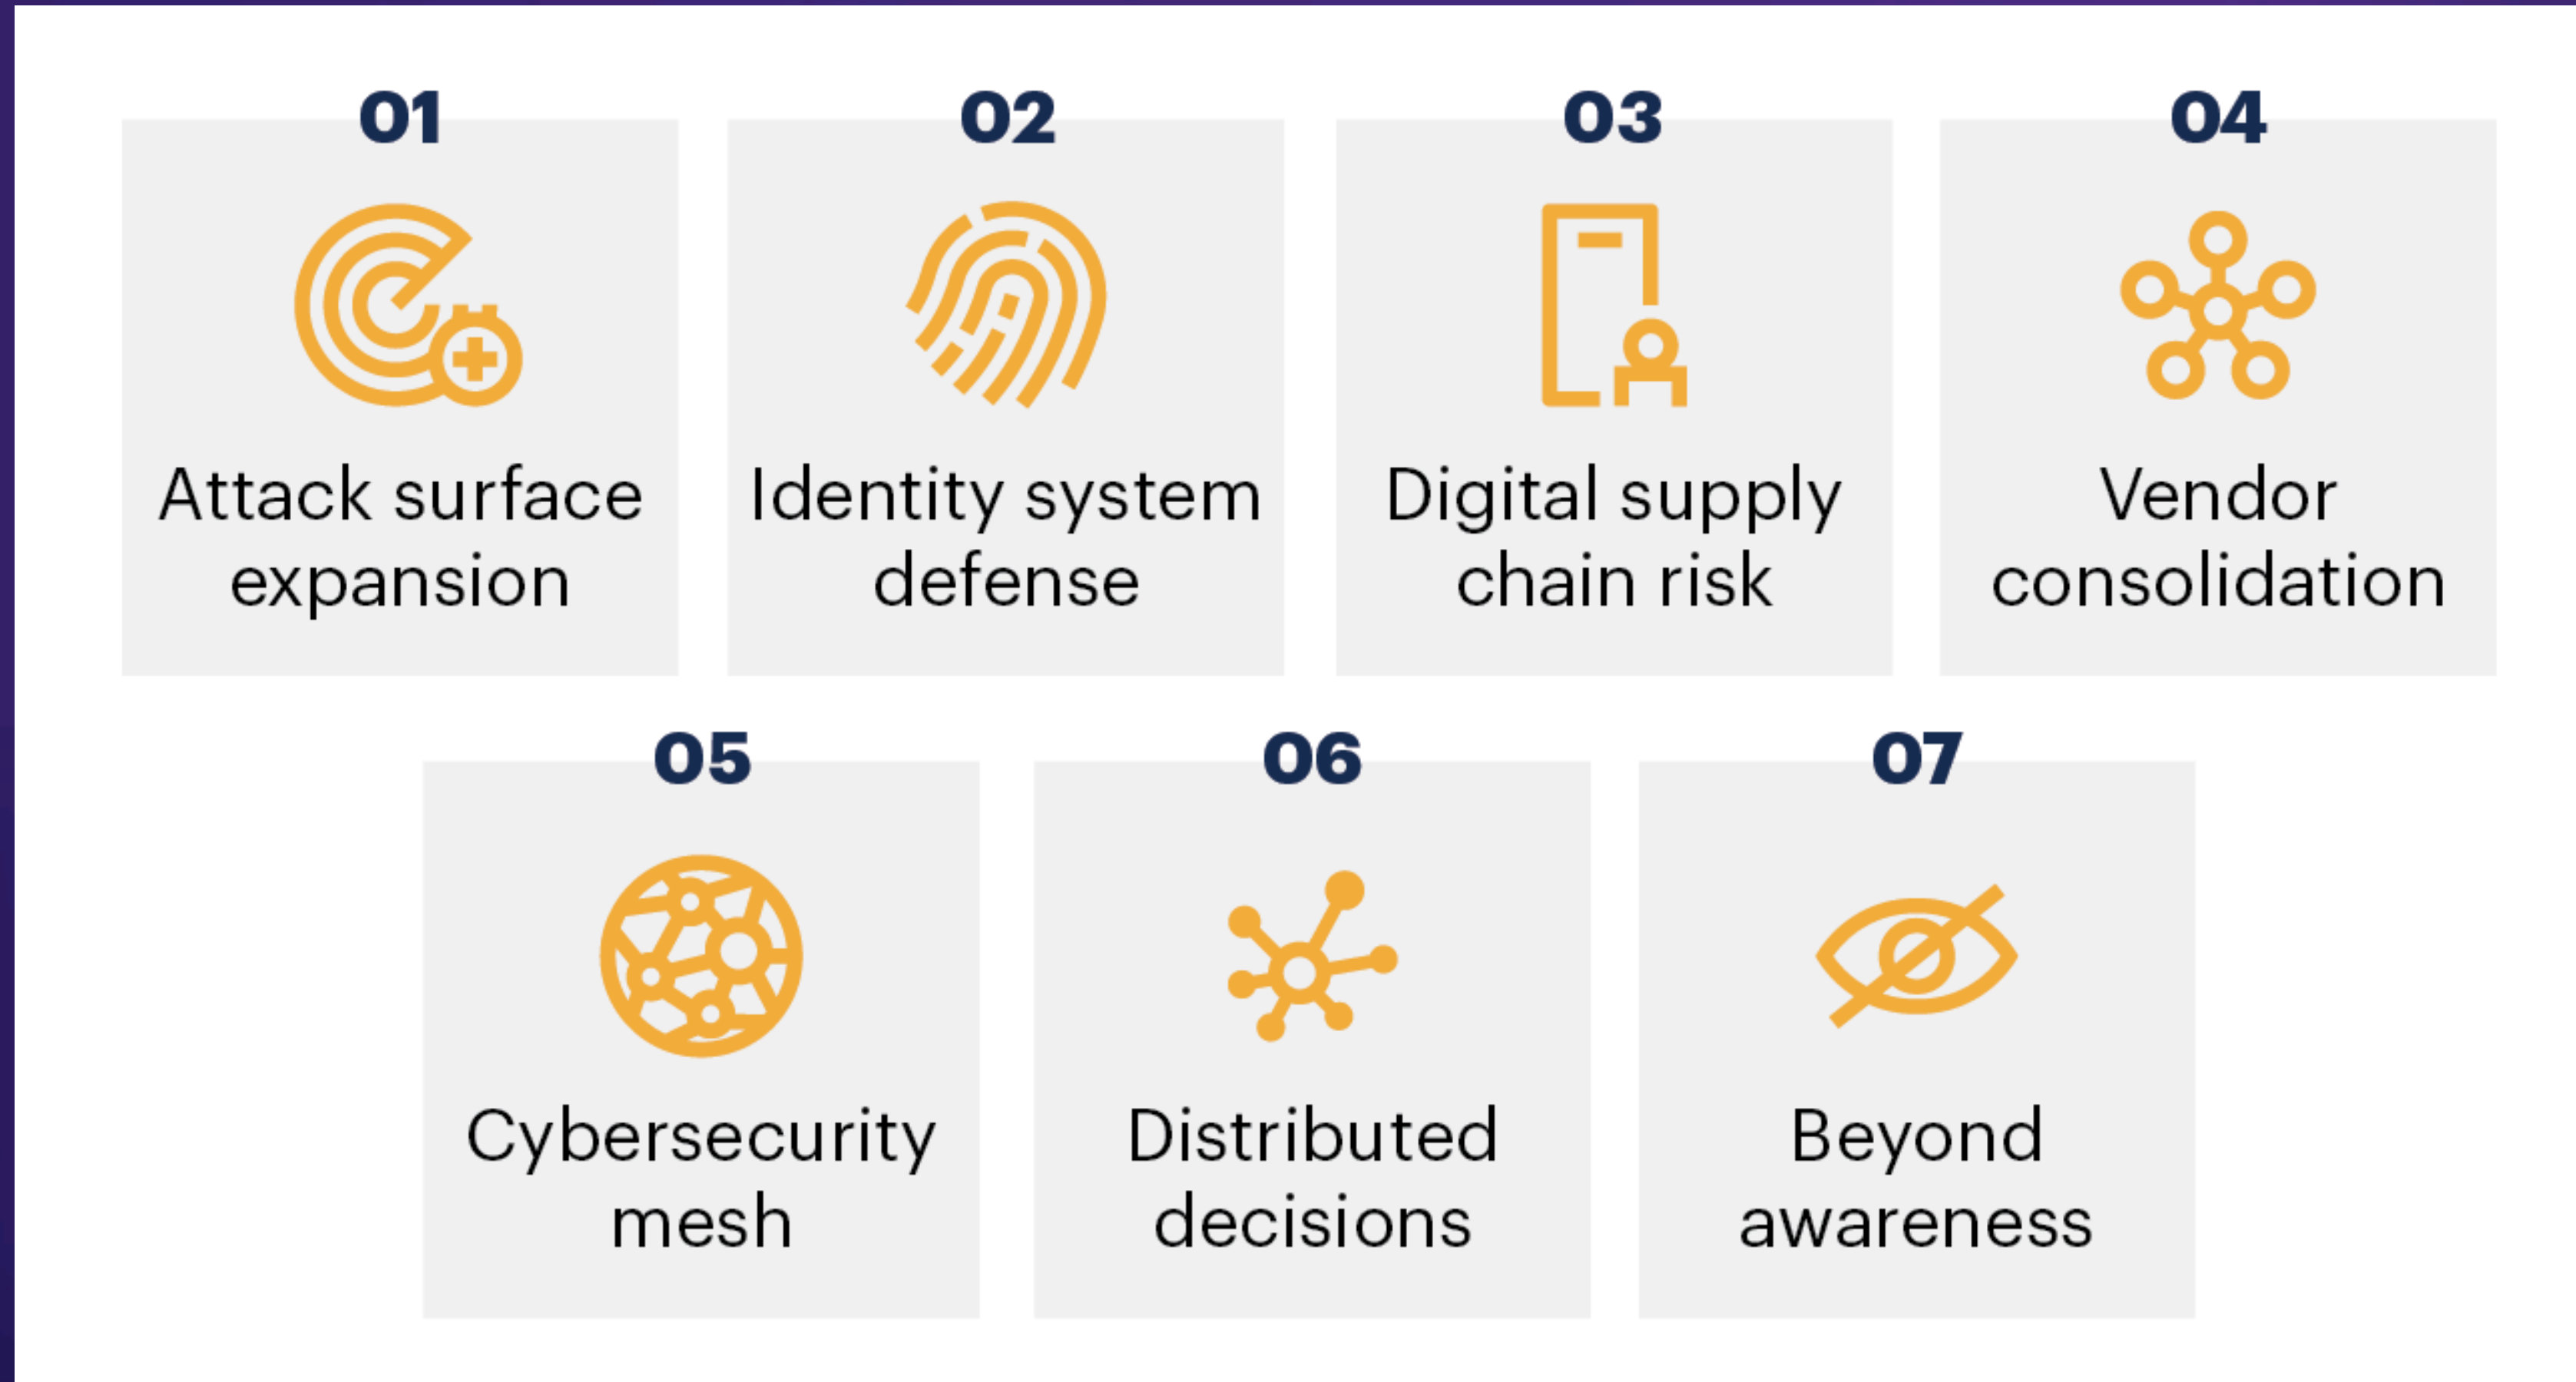 01
Attack surface
expansion
02
Identity system
defense
03
Digital supply
chain risk
04
Vendor
consolidation
05
Cybersecurity
mesh
06
Distributed
decisions
07
Beyond
awareness